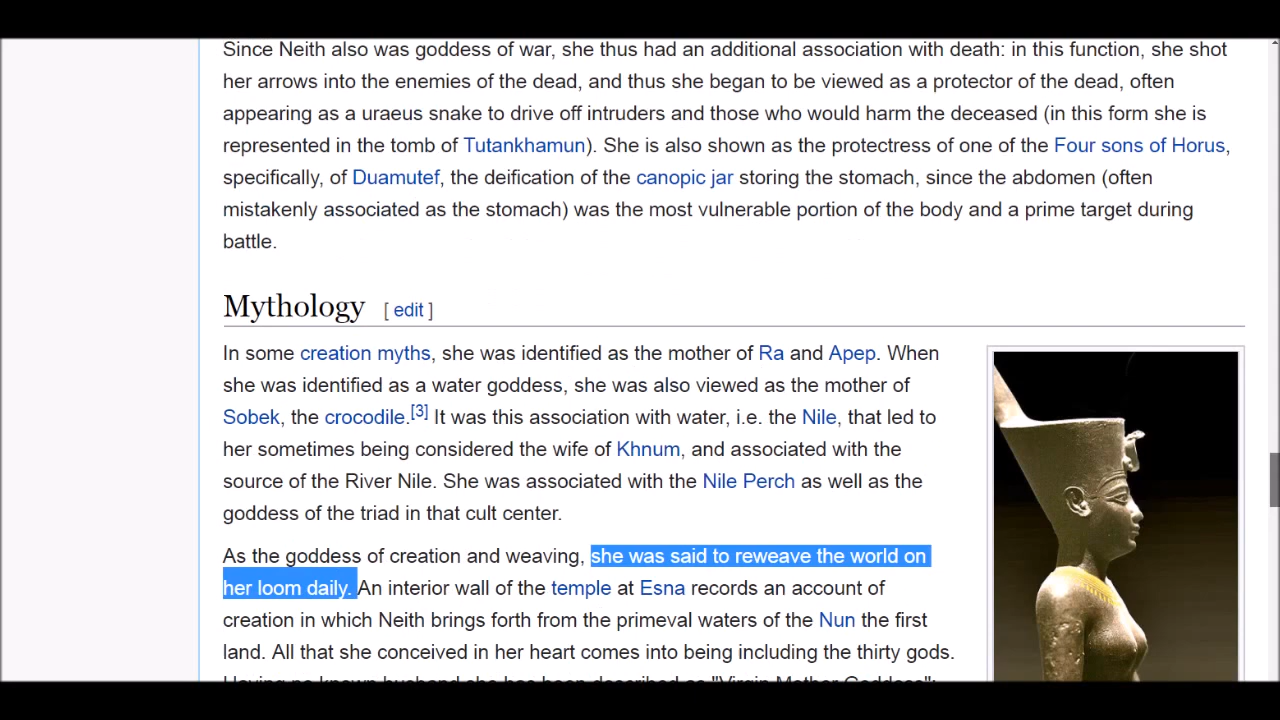 Since Neith also was goddess of war, she thus had an additional association with death: in this function, she shot
her arrows into the enemies of the dead, and thus she began to be viewed as a protector of the dead, often
appearing as a uraeus snake to drive off intruders and those who would harm the deceased (in this form she is
represented in the tomb of Tutankhamun). She is also shown as the protectress of one of the Four sons of Horus,
specifically, of Duamutef, the deification of the canopic jar storing the stomach, since the abdomen (often
mistakenly associated as the stomach) was the most vulnerable portion of the body and a prime target during
battle.
Mythology [ edit ]
In some creation myths, she was identified as the mother of Ra and Apep. When
she was identified as a water goddess, she was also viewed as the mother of
Sobek, the crocodile.[3] It was this association with water, i.e. the Nile, that led to
her sometimes being considered the wife of Khnum, and associated with the
source of the River Nile. She was associated with the Nile Perch as well as the
goddess of the triad in that cult center.
As the goddess of creation and weaving, she was said to reweave the world on
her loom daily. An interior wall of the temple at Esna records an account of
creation in which Neith brings forth from the primeval waters of the Nun the first
land. All that she conceived in her heart comes into being including the thirty gods.
Having no known husband she has been described as "Virgin Mother Goddess":